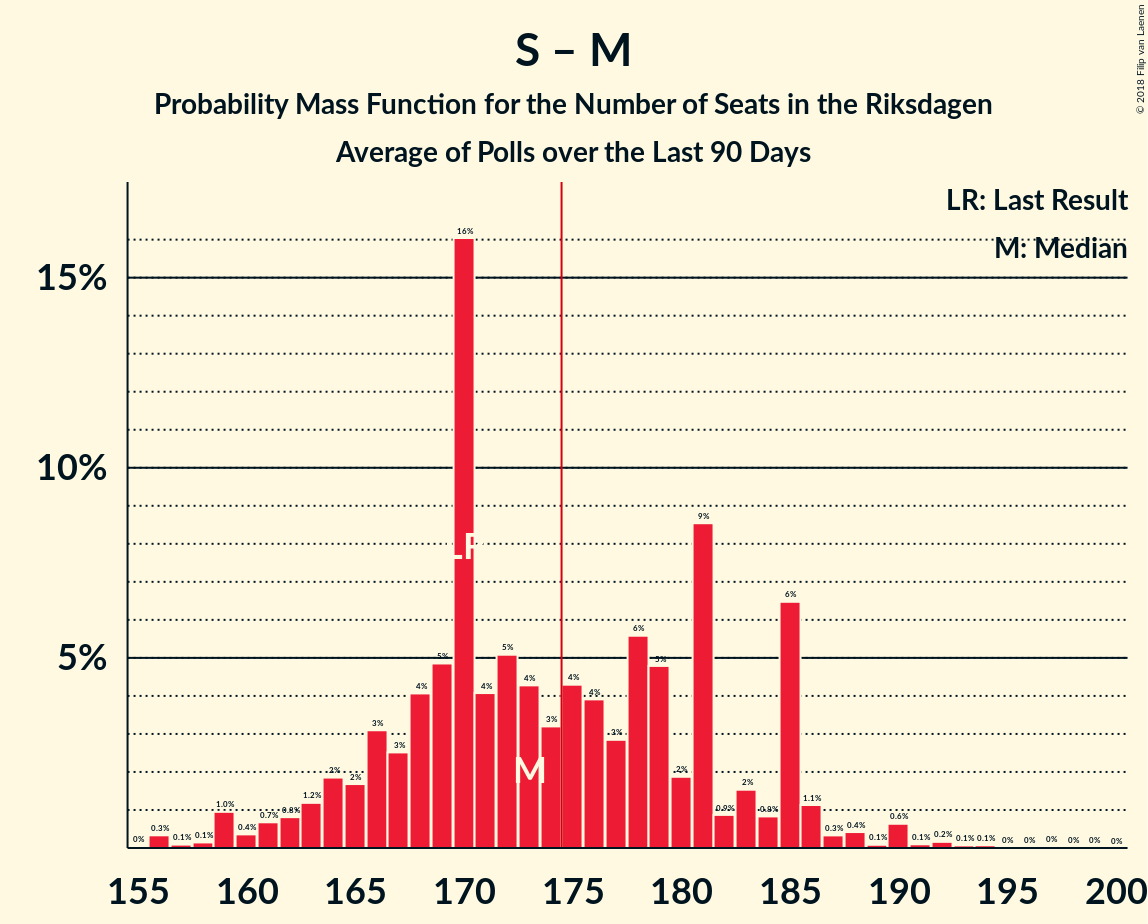 S – M
Probability Mass Function for the Number of Seats in the Riksdagen
Average of Polls over the Last 90 Days
© 2018 Filip van Laenen
LR: Last Result
M: Median
15%
10%
5%
0% 0.3% 0.1% 0.1% 1.0% 0.4% 0.7% 0.8% 1.2% 2% 2% 3% 3% 4% 5% 16% 4% 5% 4% 3% 4% 4% 3% 6% 5% 2% 9% 0.9% 2% 0.8% 6% 1.1% 0.3% 0.4% 0.1% 0.6% 0.1% 0.2% 0.1% 0.1% 0% 0% 0% 0% 0% 0%
LR
M
155 160 165 170 175 180 185 190 195 200